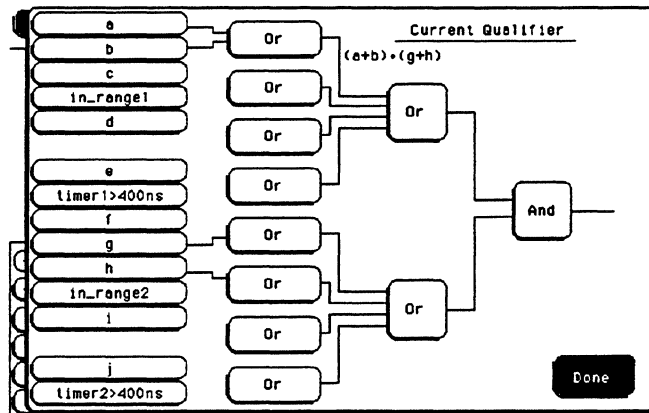 a
b
c
in_range1
d
e
timer1>400ns
f
g
h
in_range2
i
j
timer2>400ns
Or
Or
Or
Or
Or
Or
Or
Or
Current Qualifier
(a+b)•(g+h)
Or
Or
And
Done